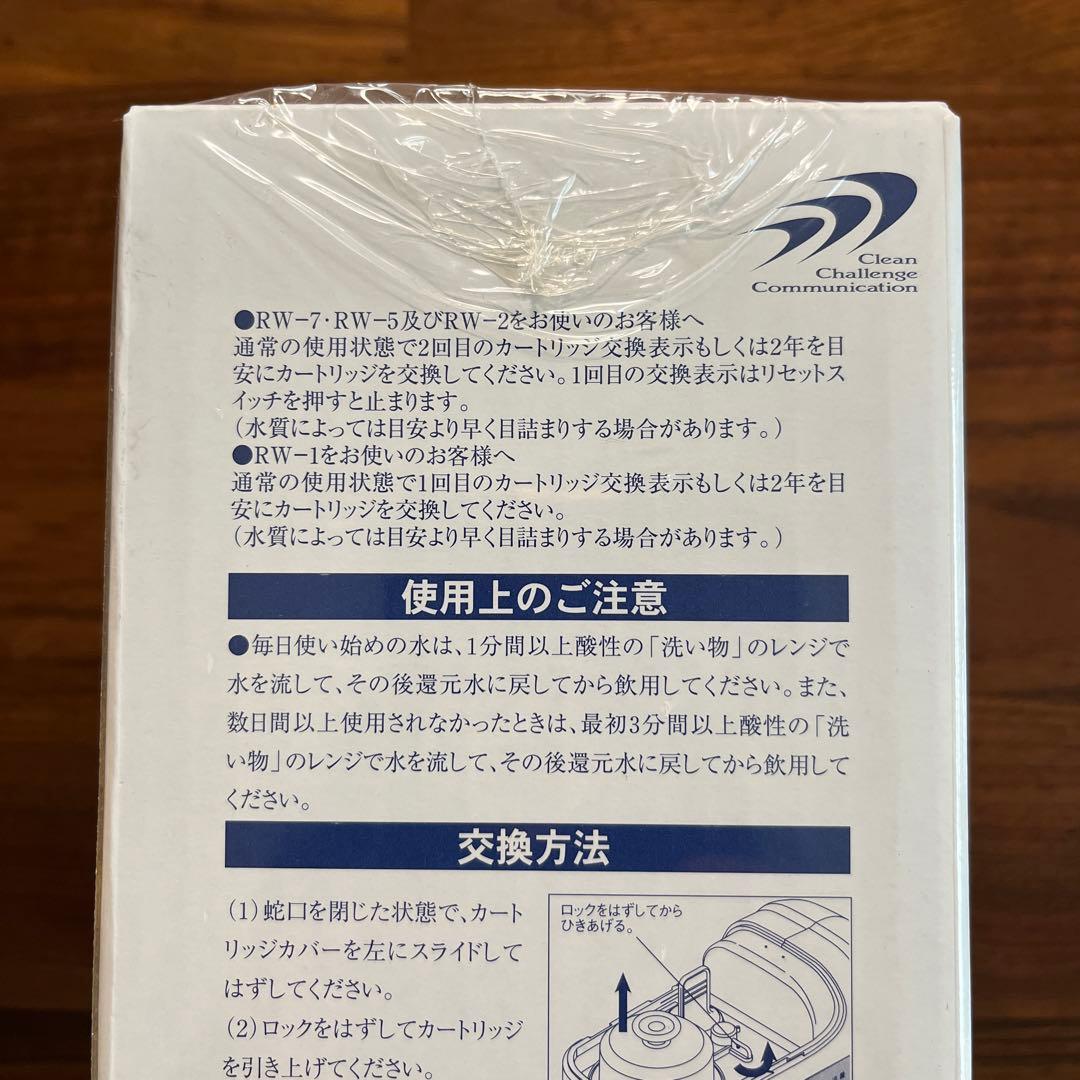 Clean
Challenge
Communication
●RW-7・RW-5及びRW-2をお使いのお客様へ
通常の使用状態で2回目のカートリッジ交換表示もしくは2年を目
安にカートリッジを交換してください。1回目の交換表示はリセットス
イッチを押すと止まります。
(水質によっては目安より早く目詰まりする場合があります。)
●RW-1をお使いのお客様へ
通常の使用状態で1回目のカートリッジ交換表示もしくは2年を目
安にカートリッジを交換してください。
(水質によっては目安より早く目詰まりする場合があります。)
使用上のご注意
●毎日使い始めの水は、1分間以上酸性の「洗い物」のレンジで
水を流して、その後還元水に戻してから飲用してください。また、
数日間以上使用されなかったときは、最初3分間以上酸性の「洗
い物」のレンジで水を流して、その後還元水に戻してから飲用して
ください。
交換方法
(1)蛇口を閉じた状態で、カート
リッジカバーを左にスライドして
はずしてください。
(2)ロックをはずしてカートリッジ
を引き上げてください。
ロックをはずしてから
ひきあげる。